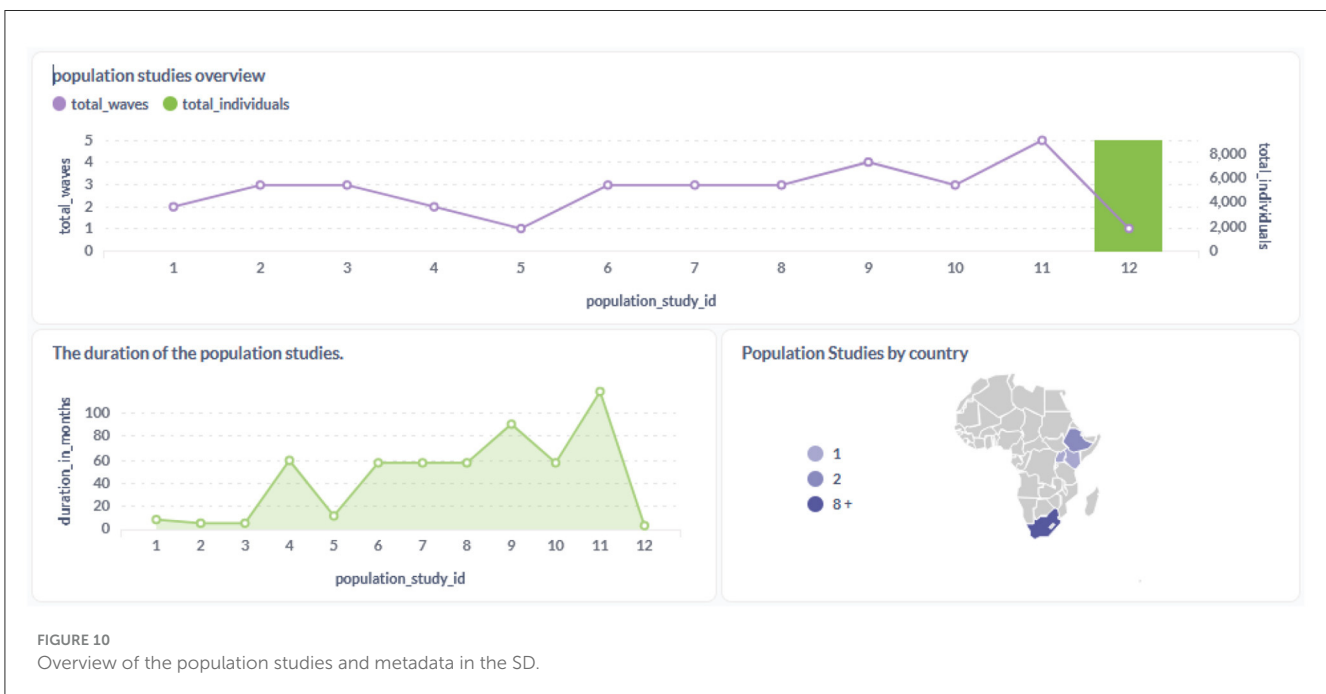 population studies overview
total_waves total_individuals
total_waves
5
4
3
2
1
0
8,000
6,000
4,000
2,000
0
total_individuals
1 2 3 4 5 6 7 8 9 10 11 12
population_study_id
The duration of the population studies.
duration_in_months
100
80
60
40
20
0
1 2 3 4 5 6 7 8 9 10 11 12
population_study_id
Population Studies by country
1
2
8 +
FIGURE 10
Overview of the population studies and metadata in the SD.